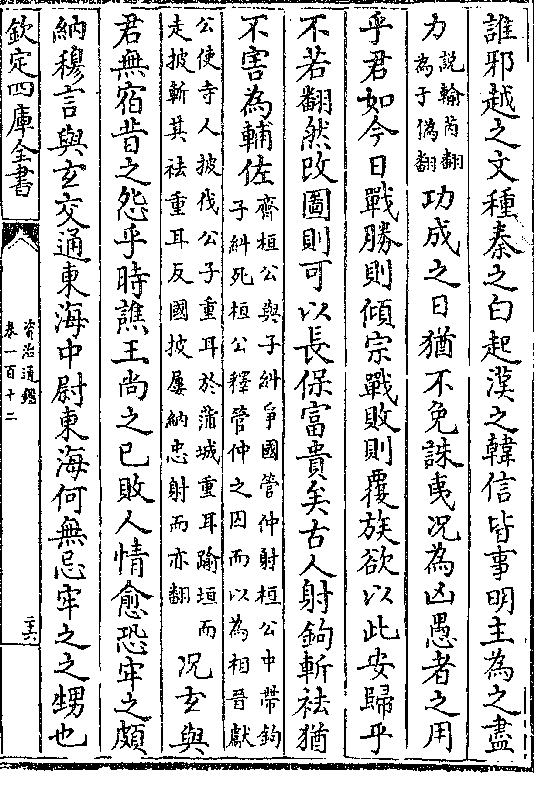 誰邪越之文種秦之白起漢之韓信皆事明主為之盡
力說輸芮翻為于偽翻功成之日猶不免誅夷况為凶愚者之用
乎君如今日戰勝則傾宗戰敗則覆族欲以此安歸乎
不若翻然改圖則可以長保富貴矣古人射鉤斬袪猶
不害為輔佐齊桓公與子糾爭國管仲射桓公中帶鉤子糾死桓公釋管仲之囚而以為相晉獻
公使寺人披伐公子重耳於蒲城重耳踰垣而走披斬其袪重耳反國披屢納忠射而亦翻况玄與
君無宿昔之怨乎時譙王尚之已敗人情愈恐牢之頗
納穆言與玄交通東海中尉東海何無忌牢之之甥也
欽定四庫全書
資治通鑑
卷一百十二
二十六